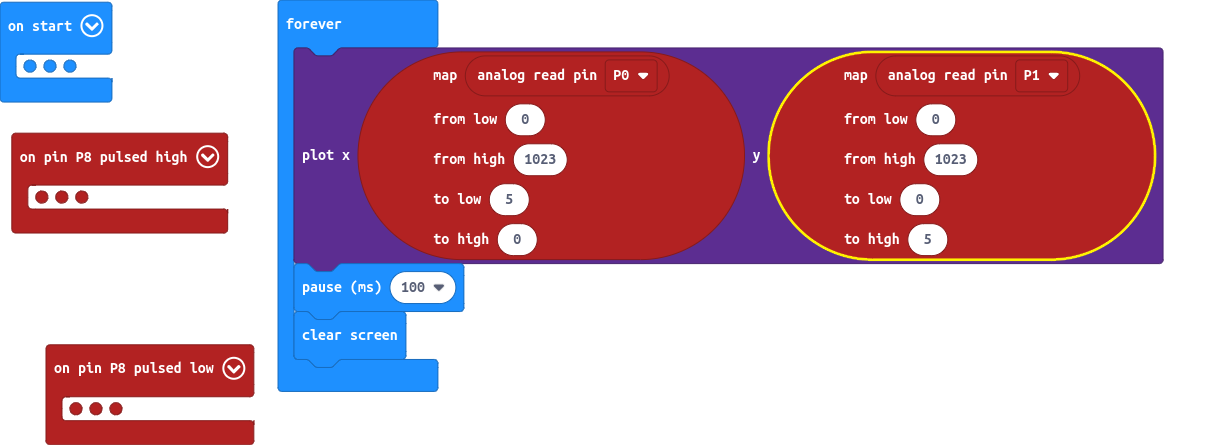 on start
forever
plot x map analog read pin P0 y map analog read pin P1
from low 0 from low 0
from high 1023 from high 1023
to low 5 to low 0
to high 0 to high 5
pause (ms) 100
clear screen
on pin P8 pulsed high
on pin P8 pulsed low